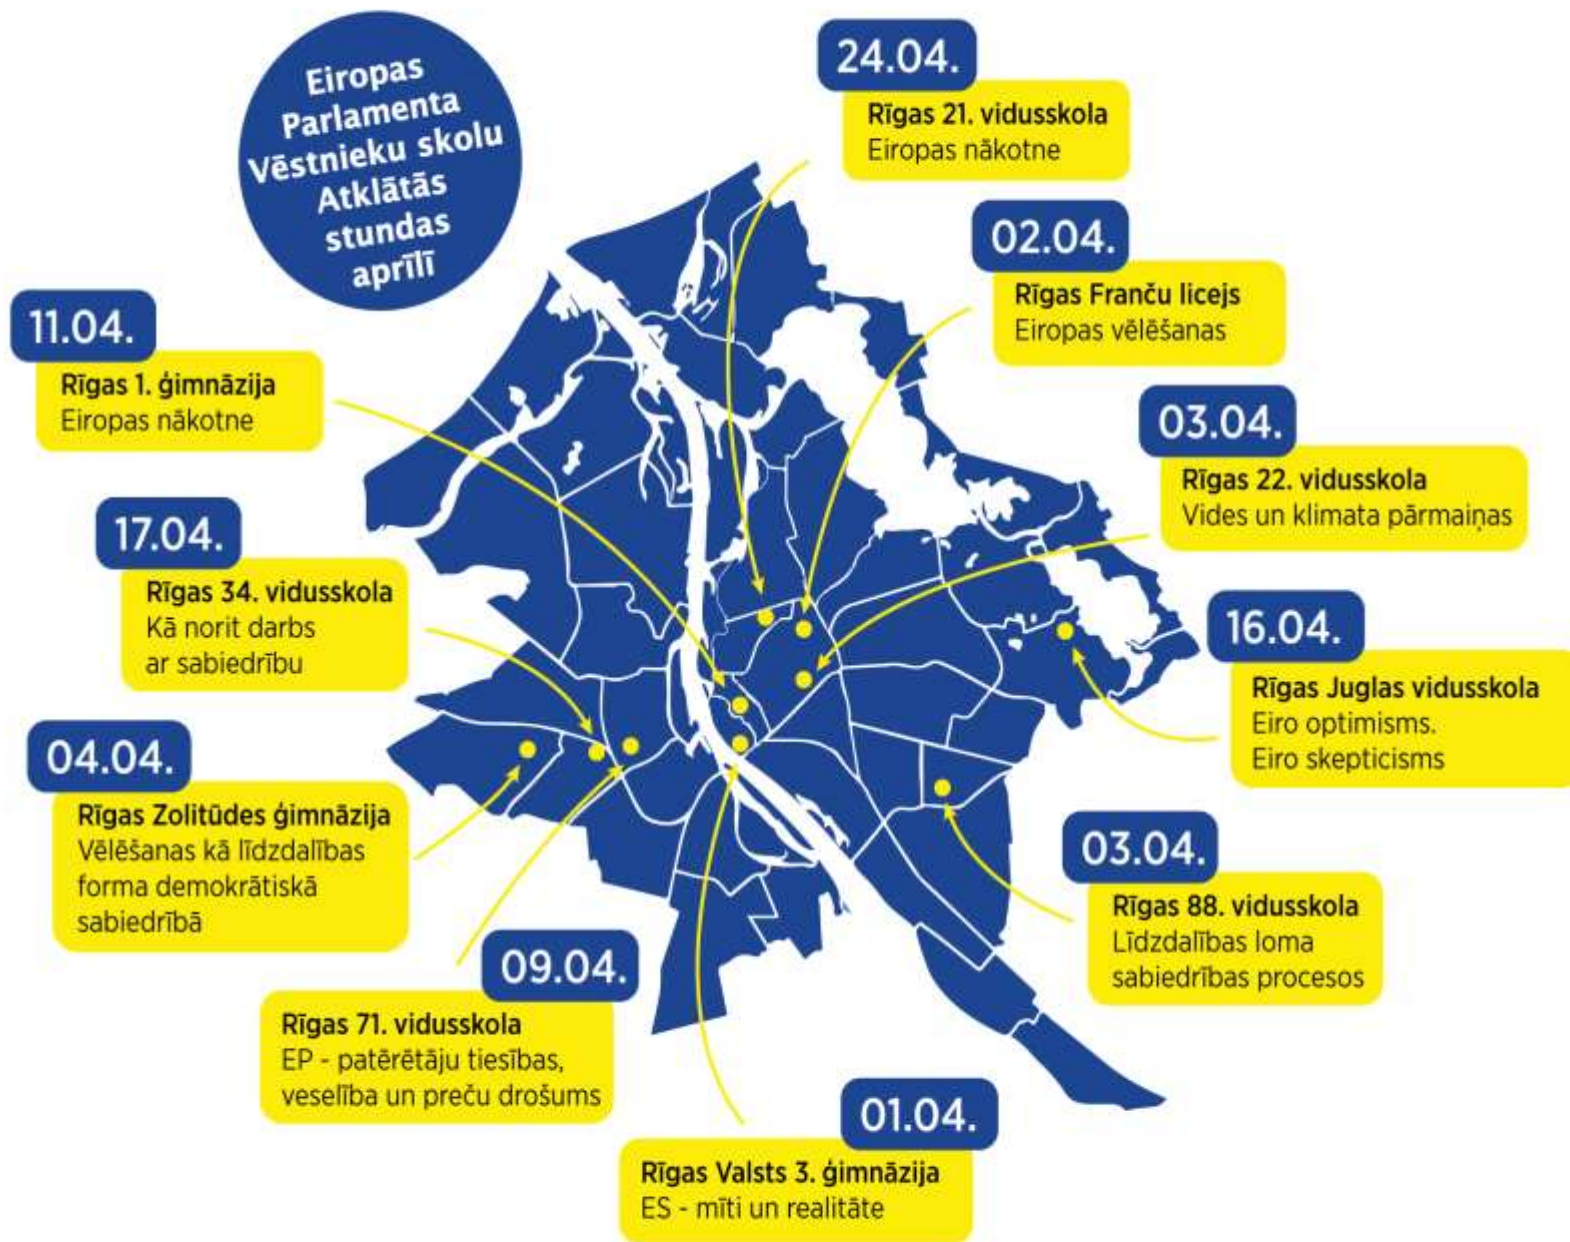 Eiropas
Parlamenta
Vēstnieku skolu
Atklātās
stundas
aprīlī
24.04.
Rīgas 21. vidusskola
Eiropas nākotne
02.04.
Rīgas Franču licejs
Eiropas vēlēšanas
11.04.
Rīgas 1. ģimnāzija
Eiropas nākotne
03.04.
Rīgas 22. vidusskola
Vides un klimata pārmaiņas
17.04.
Rīgas 34. vidusskola
Kā norit darbs
ar sabiedrību
16.04.
Rīgas Juglas vidusskola
Eiro optimisms.
Eiro skepticisms
04.04.
Rīgas Zolitūdes ģimnāzija
Vēlēšanas kā līdzdalības
forma demokrātiskā
sabiedrībā
03.04.
Rīgas 88. vidusskola
Līdzdalības loma
sabiedrības procesos
09.04.
Rīgas 71. vidusskola
EP - patērētāju tiesības,
veselība un preču drošums
01.04.
Rīgas Valsts 3. ģimnāzija
ES - mīti un realitāte